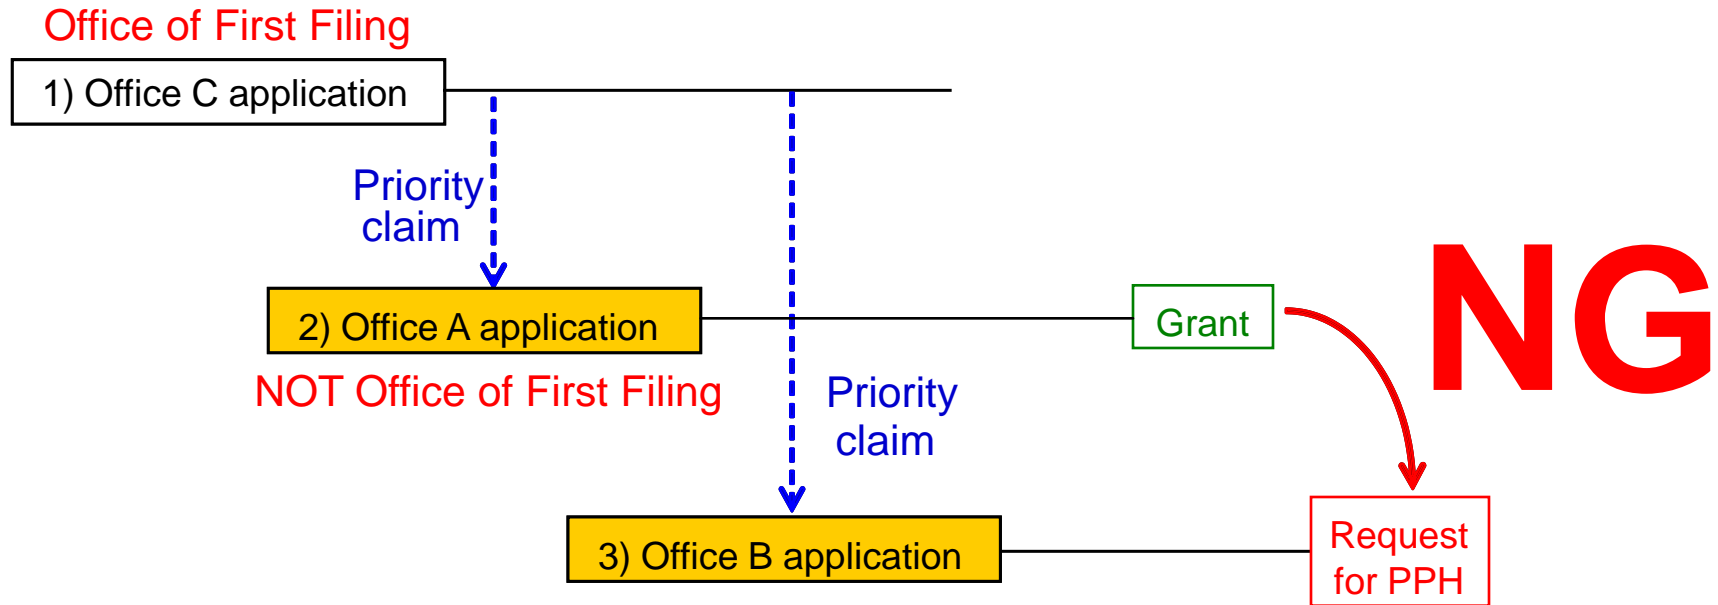 Office of First Filing
1) Office C application
Priority
claim
2) Office A application
Grant
NG
NOT Office of First Filing
Priority
claim
3) Office B application
Request
for PPH